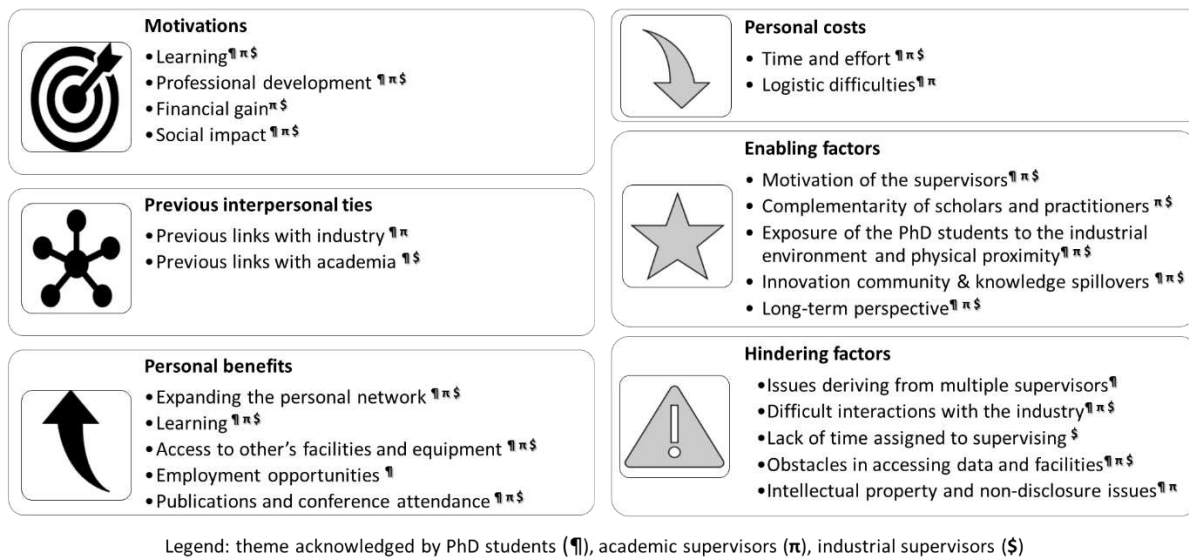 Motivations
•Learning¶ π $
•Professional development ¶ π $
•Financial gainπ $
•Social impact ¶ π $
Previous interpersonal ties
•Previous links with industry ¶ π
•Previous links with academia ¶ $
Personal benefits
•Expanding the personal network ¶ π $
•Learning ¶ π $
•Access to other’s facilities and equipment ¶ π $
•Employment opportunities ¶
•Publications and conference attendance ¶ π $
Personal costs
• Time and effort ¶ π $
• Logistic difficulties¶ π
Enabling factors
• Motivation of the supervisors¶ π $
• Complementarity of scholars and practitioners π $
• Exposure of the PhD students to the industrial
environment and physical proximity¶ π $
• Innovation community & knowledge spillovers ¶ π $
• Long-term perspective¶ π $
Hindering factors
•Issues deriving from multiple supervisors¶
•Difficult interactions with the industry¶ π $
•Lack of time assigned to supervising $
•Obstacles in accessing data and facilities¶ π $
•Intellectual property and non-disclosure issues¶ π
Legend: theme acknowledged by PhD students (¶), academic supervisors (π), industrial supervisors ($)